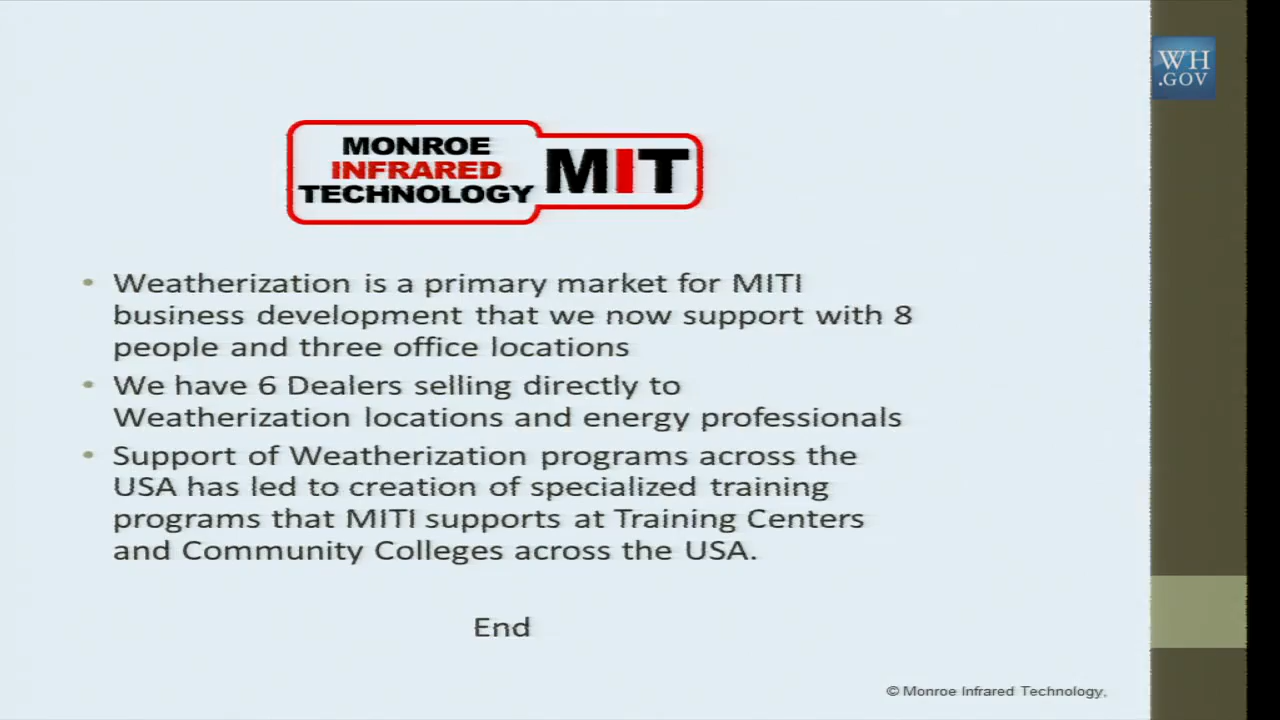 WH
.GOV
MONROE
INFRARED
TECHNOLOGY
MIT
• Weatherization is a primary market for MITI
business development that we now support with 8
people and three office locations
• We have 6 Dealers selling directly to
Weatherization locations and energy professionals
• Support of Weatherization programs across the
USA has led to creation of specialized training
programs that MITI supports at Training Centers
and Community Colleges across the USA.
End
© Monroe Infrared Technology.